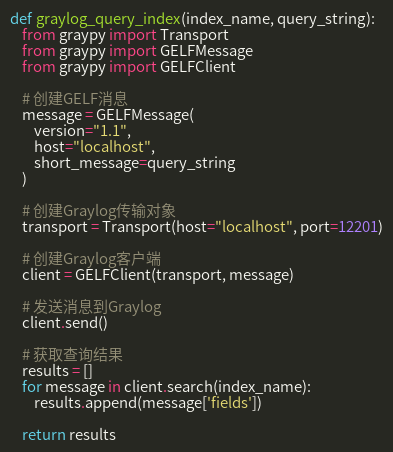 def graylog_query_index(index_name, query_string):
from graypy import Transport
from graypy import GELFMessage
from graypy import GELFClient
# 创建GELF消息
message = GELFMessage(
version="1.1",
host="localhost",
short_message=query_string
)
# 创建Graylog传输对象
transport = Transport(host="localhost", port=12201)
# 创建Graylog客户端
client = GELFClient(transport, message)
# 发送消息到Graylog
client.send()
# 获取查询结果
results = []
for message in client.search(index_name):
results.append(message['fields'])
return results